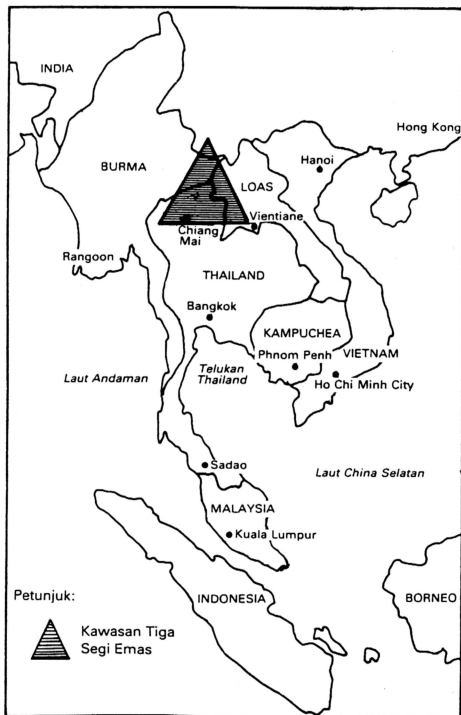 INDIA
Hong Kong
BURMA
Hanoi
LOAS
Chiang
Mai
Vientiane
Rangoon
THAILAND
Bangkok
KAMPUCHEA
Phnom Penh
VIETNAM
Telukan
Thailand
Laut Andaman
Ho Chi Minh City
Sadao
Laut China Selatan
MALAYSIA
Kuala Lumpur
Petunjuk:
INDONESIA
BORNEO
Kawasan Tiga
Segi Emas